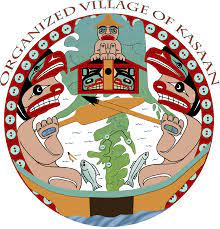 ORGANIZED VILLAGE OF KASAAN